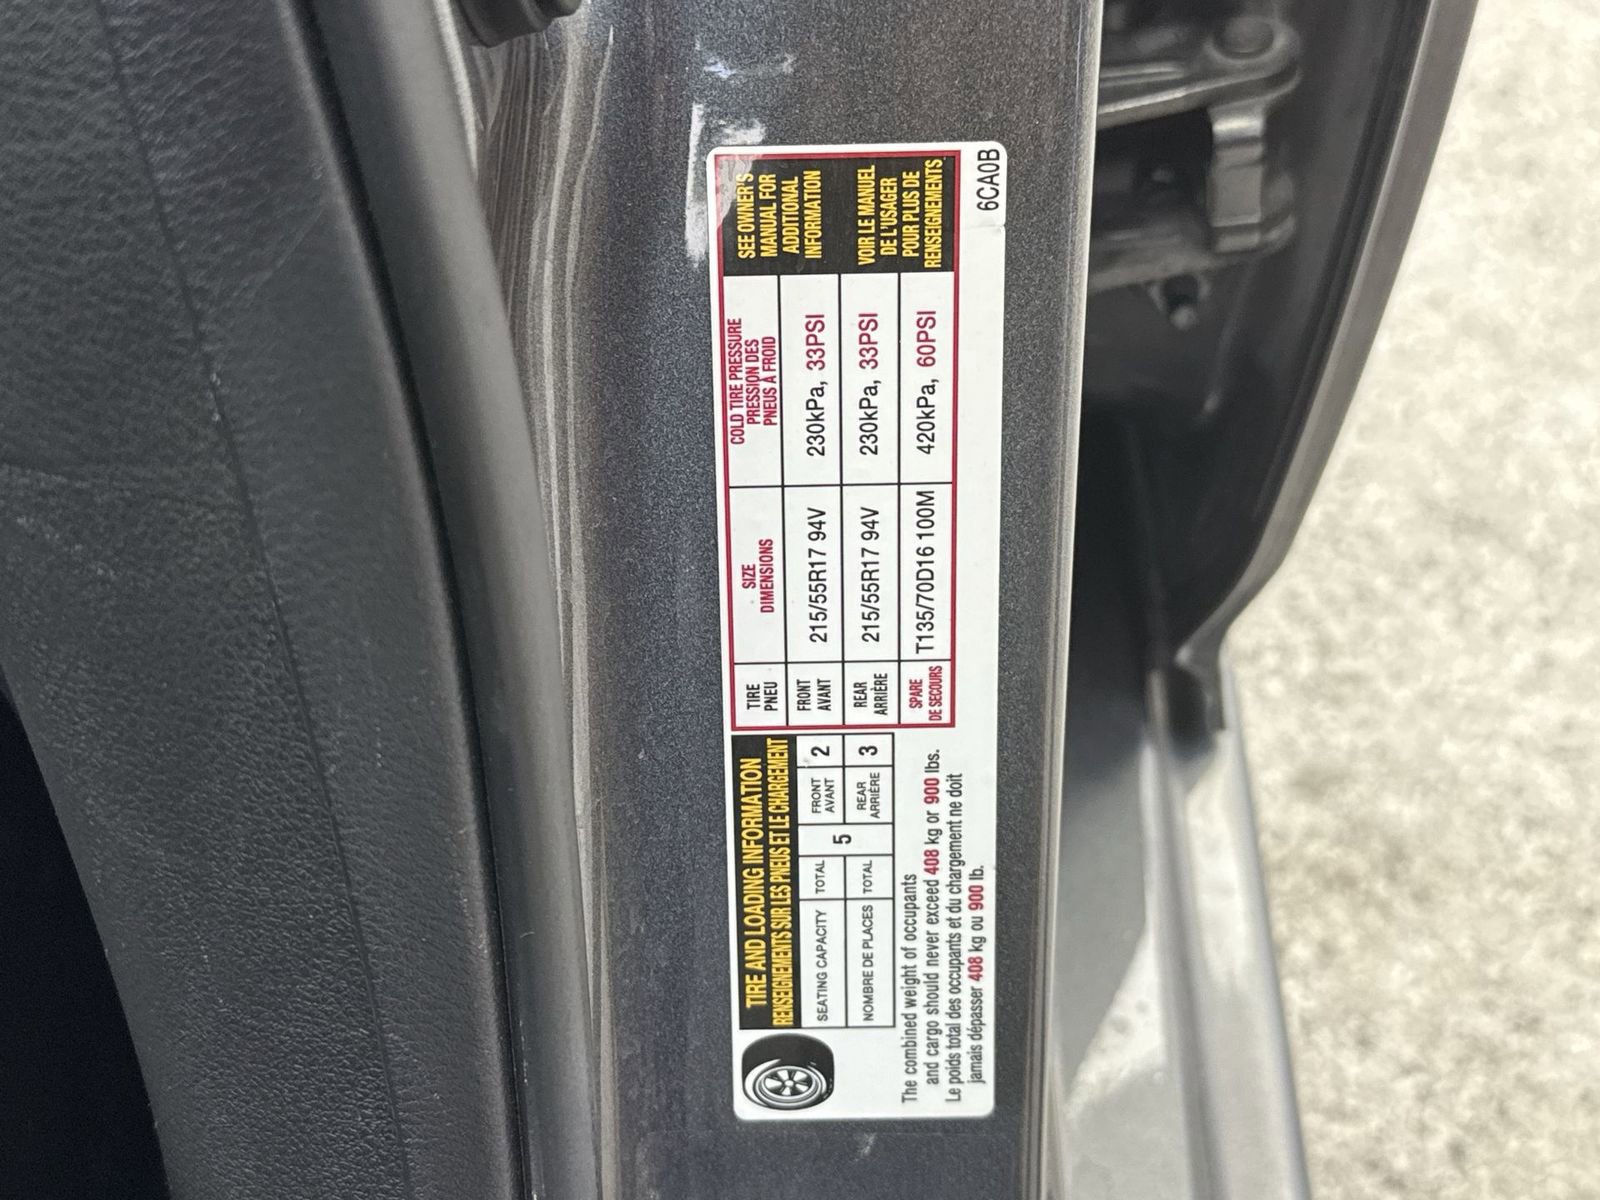 TIRE AND LOADING INFORMATION
RENSEIGNEMENTS SUR LES PNEUS ET LE CHARGEMENT
SEATING CAPACITY TOTAL 5 FRONT AVANT 2
NOMBRE DE PLACES TOTAL REAR ARRIÈRE 3
The combined weight of occupants
and cargo should never exceed 408 kg or 900 lbs.
Le poids total des occupants et du chargement ne doit
jamais dépasser 408 kg ou 900 lb.
TIRE
PNEU
SIZE
DIMENSIONS
COLD TIRE PRESSURE
PRESSION DES
PNEUS À FROID
FRONT
AVANT
215/55R17 94V
230kPa, 33PSI
REAR
ARRIÈRE
215/55R17 94V
230kPa, 33PSI
SPARE
DE SECOURS
T135/70D16 100M
420kPa, 60PSI
SEE OWNER'S
MANUAL FOR
ADDITIONAL
INFORMATION
VOIR LE MANUEL
DE L'USAGER
POUR PLUS DE
RENSEIGNEMENTS
6CA0B